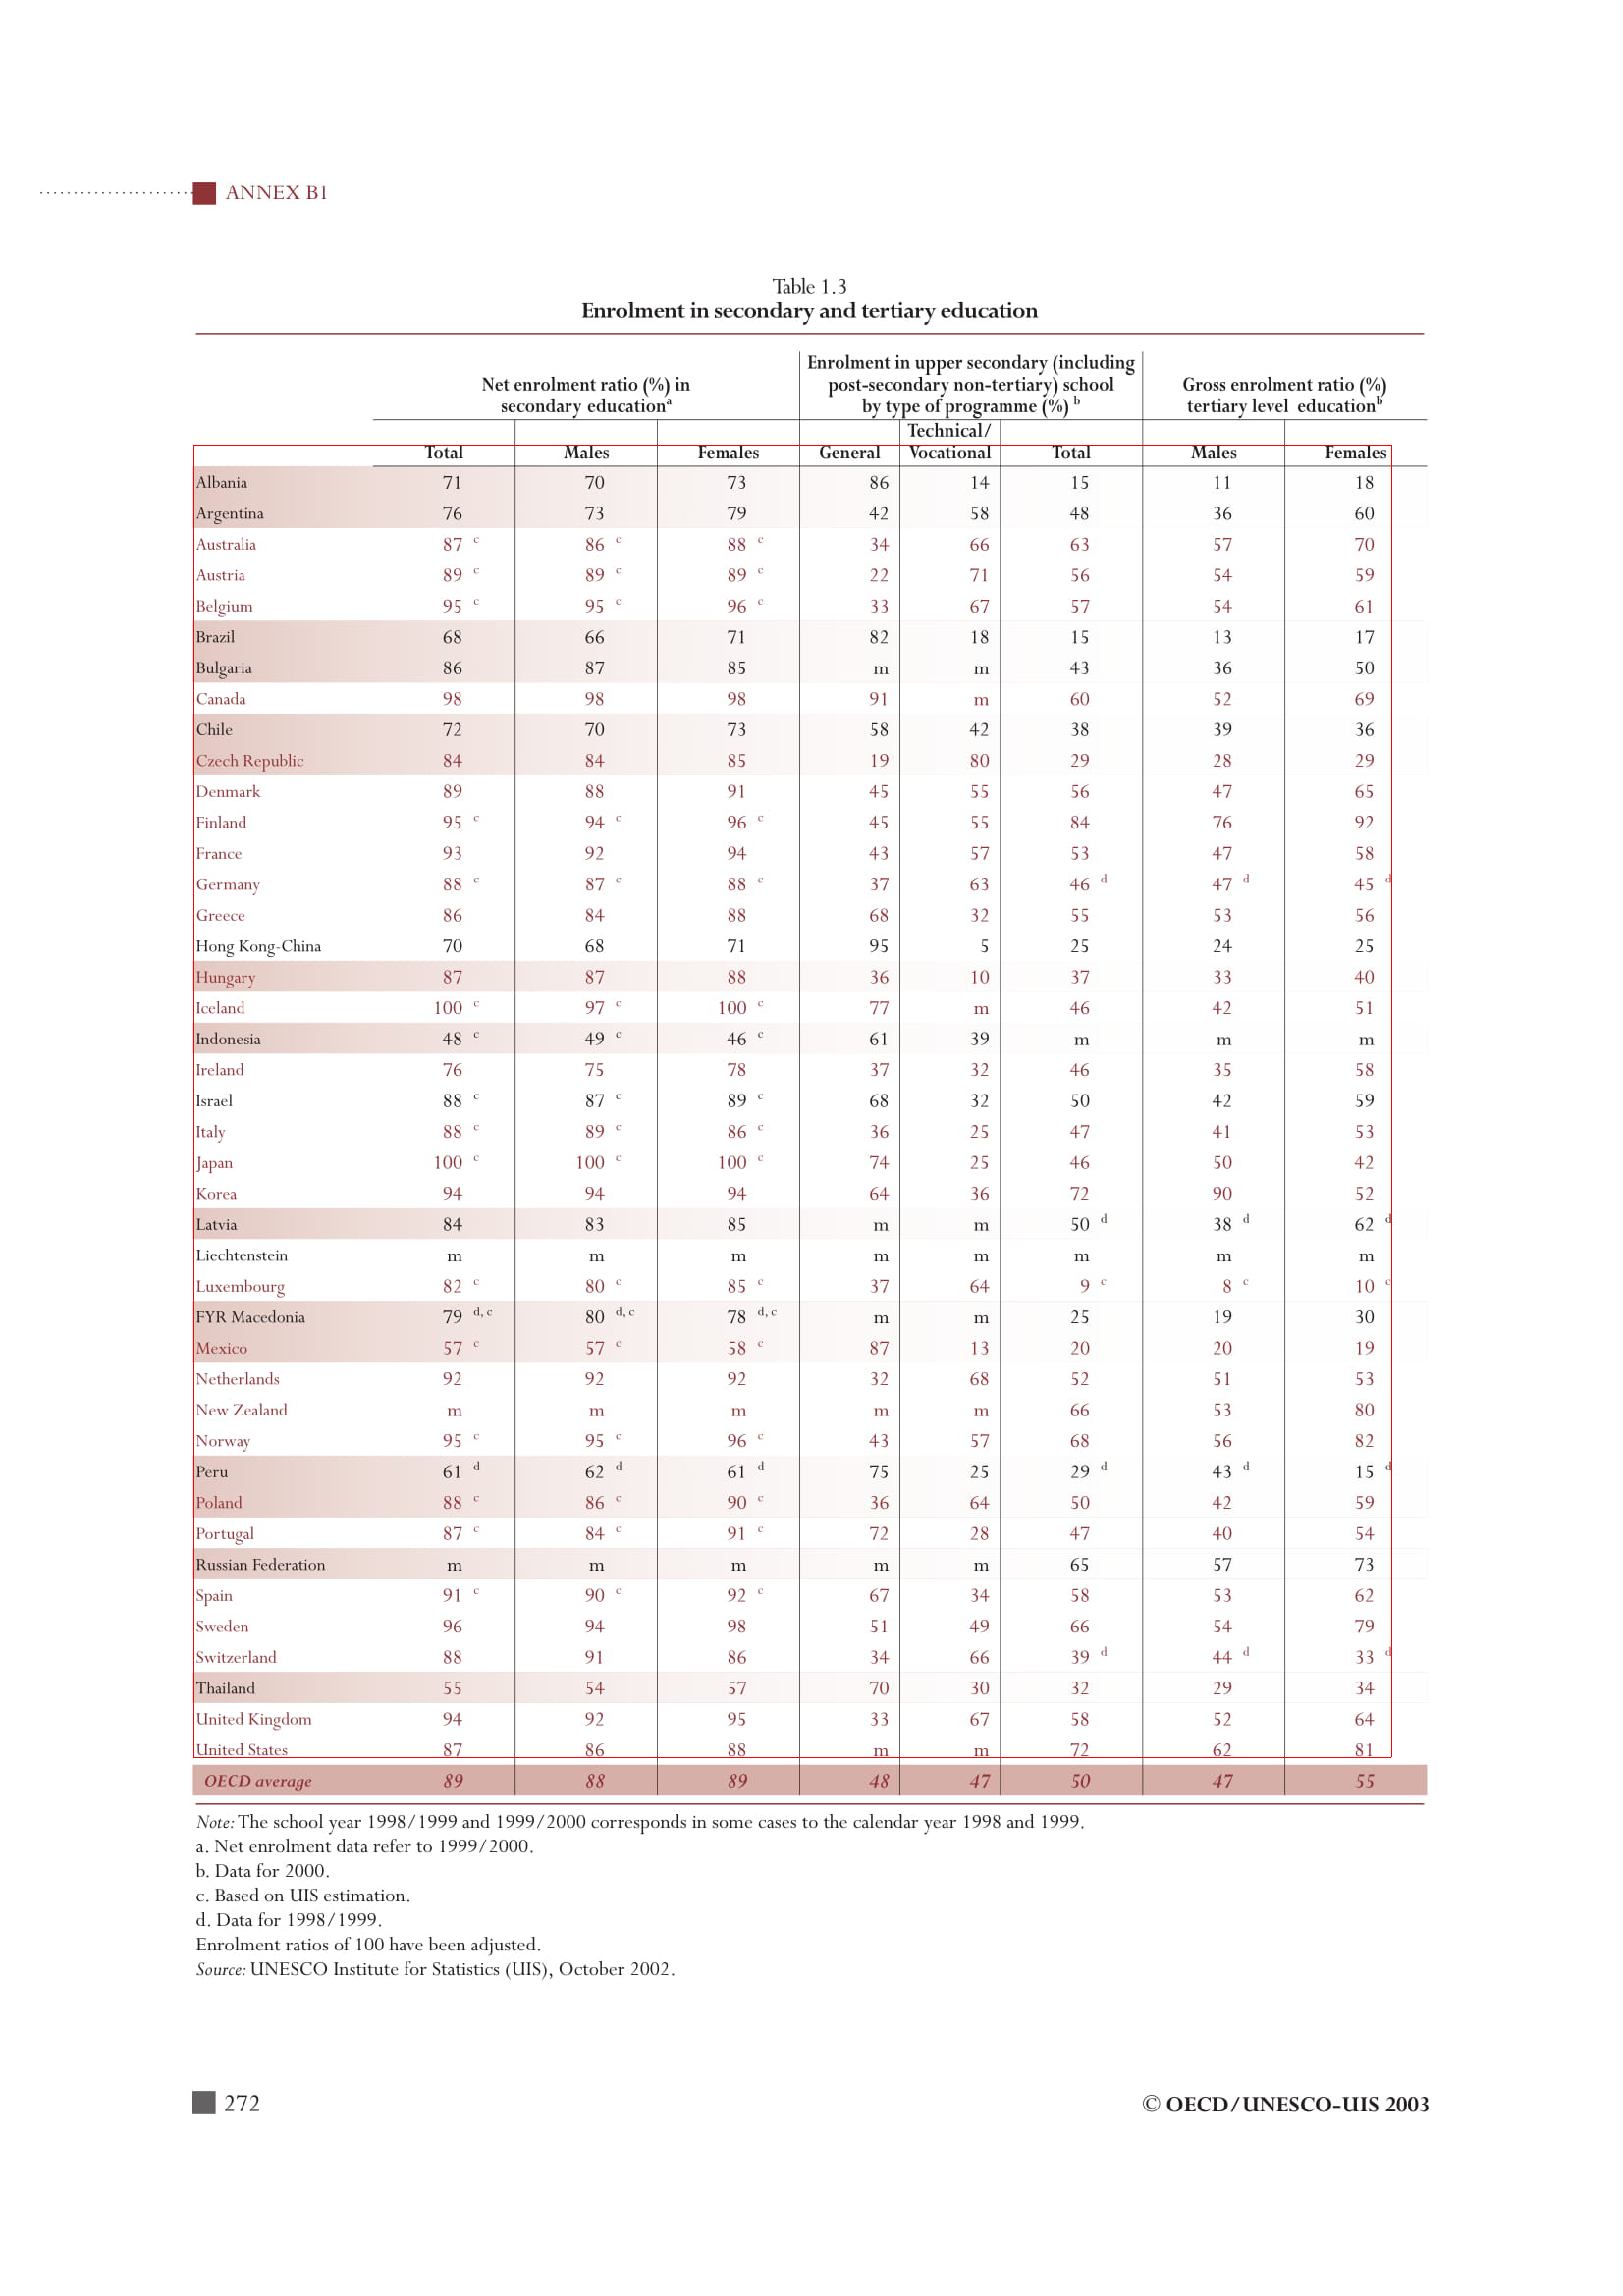 ANNEX B1
Table 1.3
Enrolment in secondary and tertiary education
Net enrolment ratio (%) in secondary education a
Enrolment in upper secondary (including post-secondary non-tertiary) school by type of programme (%) b
Gross enrolment ratio (%) tertiary level education b
Total Males Females General Technical/Vocational Total Males Females
Albania 71 70 73 86 14 15 11 18
Argentina 76 73 79 42 58 48 36 60
Australia 87 c 86 c 88 c 34 66 63 57 70
Austria 89 c 89 c 89 c 22 71 56 54 59
Belgium 95 c 95 c 96 c 33 67 57 54 61
Brazil 68 66 71 82 18 15 13 17
Bulgaria 86 87 85 m m 43 36 50
Canada 98 98 98 91 m 60 52 69
Chile 72 70 73 58 42 38 39 36
Czech Republic 84 84 85 19 80 29 28 29
Denmark 89 88 91 45 55 56 47 65
Finland 95 c 94 c 96 c 45 55 84 76 92
France 93 92 94 43 57 53 47 58
Germany 88 c 87 c 88 c 37 63 46 d 47 d 45 d
Greece 86 84 88 68 32 55 53 56
Hong Kong-China 70 68 71 95 5 25 24 25
Hungary 87 87 88 36 10 37 33 40
Iceland 100 c 97 c 100 c 77 m 46 42 51
Indonesia 48 c 49 c 46 c 61 39 m m m
Ireland 76 75 78 37 32 46 35 58
Israel 88 c 87 c 89 c 68 32 50 42 59
Italy 88 c 89 c 86 c 36 25 47 41 53
Japan 100 c 100 c 100 c 74 25 46 50 42
Korea 94 94 94 64 36 72 90 52
Latvia 84 83 85 m m 50 d 38 d 62 d
Liechtenstein m m m m m m m m
Luxembourg 82 c 80 c 85 c 37 64 9 c 8 c 10 c
FYR Macedonia 79 d, c 80 d, c 78 d, c m m 25 19 30
Mexico 57 c 57 c 58 c 87 13 20 20 19
Netherlands 92 92 92 32 68 52 51 53
New Zealand m m m m m 66 53 80
Norway 95 c 95 c 96 c 43 57 68 56 82
Peru 61 d 62 d 61 d 75 25 29 d 43 d 15 d
Poland 88 c 86 c 90 c 36 64 50 42 59
Portugal 87 c 84 c 91 c 72 28 47 40 54
Russian Federation m m m m m 65 57 73
Spain 91 c 90 c 92 c 67 34 58 53 62
Sweden 96 94 98 51 49 66 54 79
Switzerland 88 91 86 34 66 39 d 44 d 33 d
Thailand 55 54 57 70 30 32 29 34
United Kingdom 94 92 95 33 67 58 52 64
United States 87 86 88 m m 72 62 81
OECD average 89 88 89 48 47 50 47 55
Note: The school year 1998/1999 and 1999/2000 corresponds in some cases to the calendar year 1998 and 1999.
a. Net enrolment data refer to 1999/2000.
b. Data for 2000.
c. Based on UIS estimation.
d. Data for 1998/1999.
Enrolment ratios of 100 have been adjusted.
Source: UNESCO Institute for Statistics (UIS), October 2002.
272
© OECD/UNESCO-UIS 2003